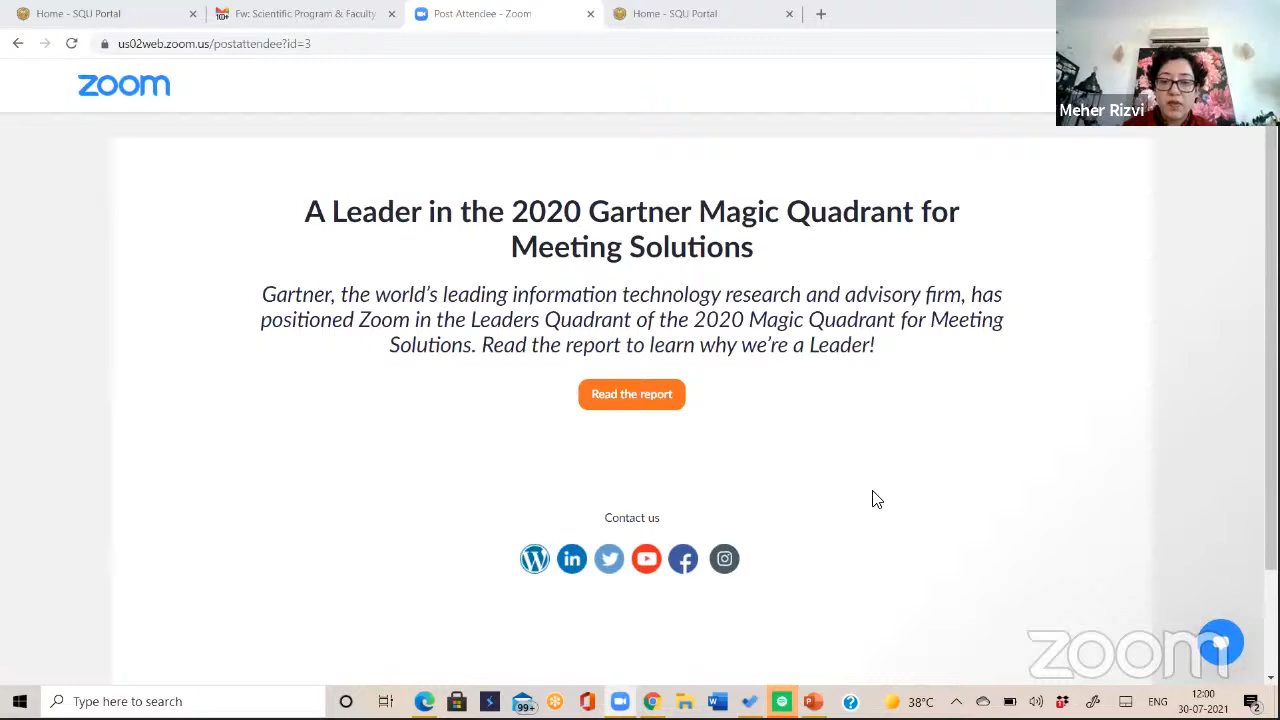 Home - SQU Portal
Fw: Scientific Program & Faculty
Post Attendee - Zoom
Home - SQU Portal
us02web.zoom.us/postattendee?id=3
zoom
Meher Rizvi
A Leader in the 2020 Gartner Magic Quadrant for
Meeting Solutions
Gartner, the world's leading information technology research and advisory firm, has
positioned Zoom in the Leaders Quadrant of the 2020 Magic Quadrant for Meeting
Solutions. Read the report to learn why we're a Leader!
Read the report
Contact us
zoom
Type here to search
99+
38°C
ENG
12:00
30-07-2021
2